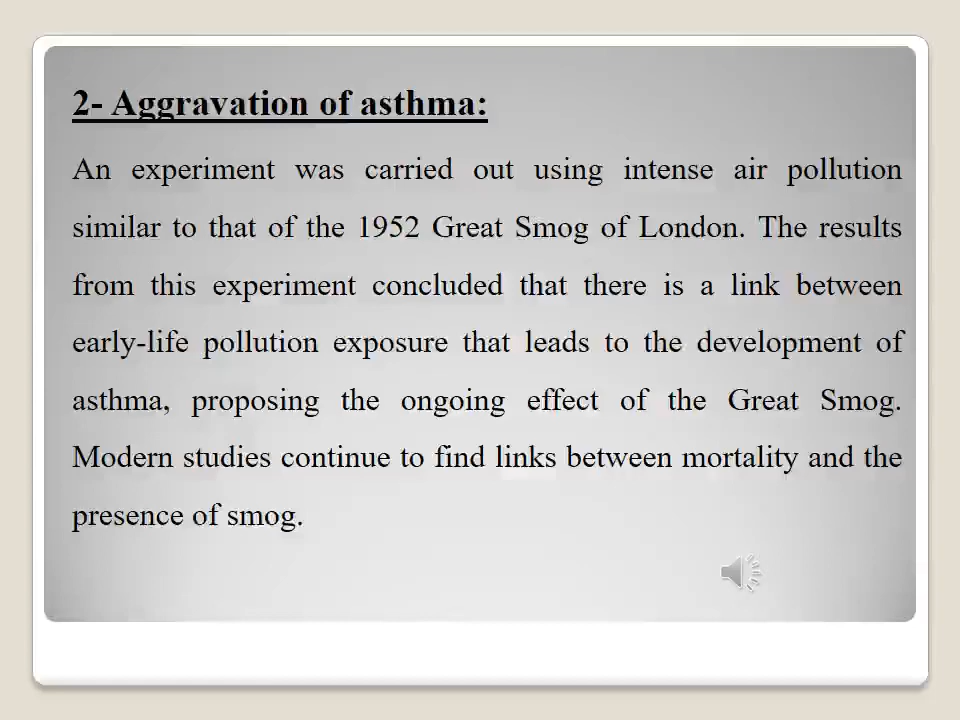 2- Aggravation of asthma:
An experiment was carried out using intense air pollution
similar to that of the 1952 Great Smog of London. The results
from this experiment concluded that there is a link between
early-life pollution exposure that leads to the development of
asthma, proposing the ongoing effect of the Great Smog.
Modern studies continue to find links between mortality and the
presence of smog.